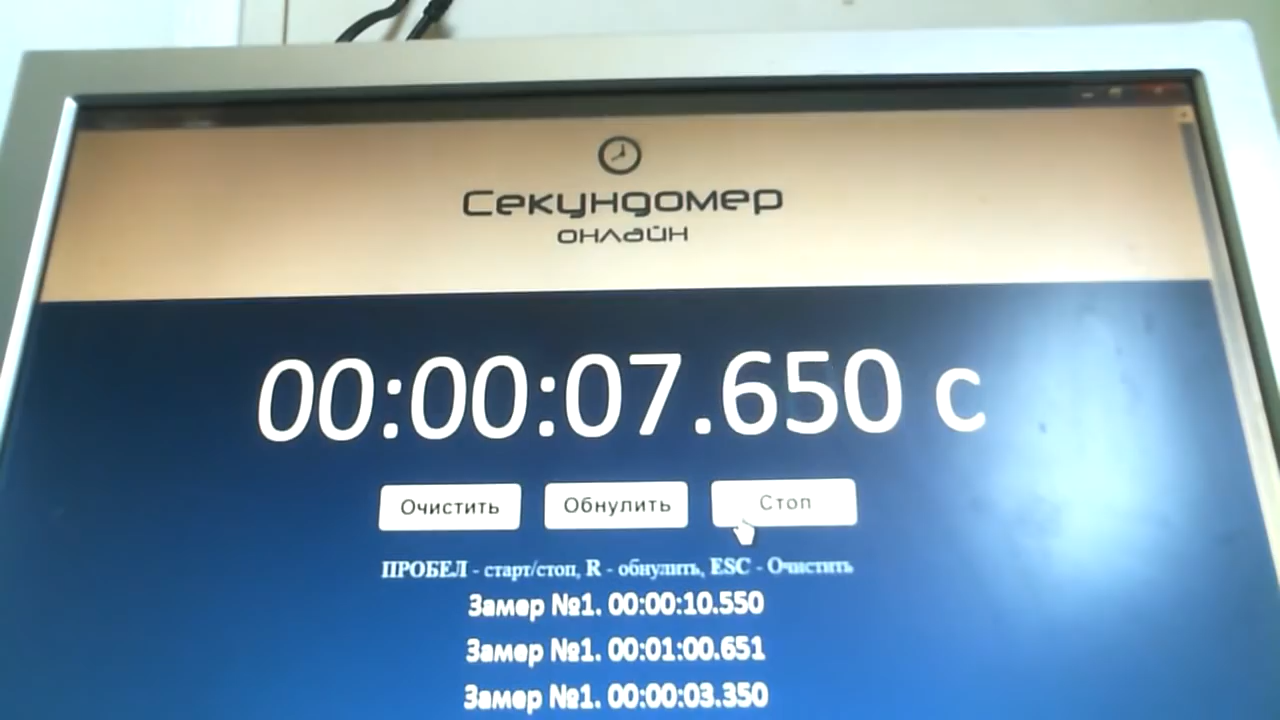 Секундомер
онлайн
00:00:07.650 с
Очистить Обнулить Стоп
ПРОБЕЛ - старт/стоп, R - обнулить, ESC - Очистить
Замер №1. 00:00:10.550
Замер №1. 00:01:00.651
Замер №1. 00:00:03.350